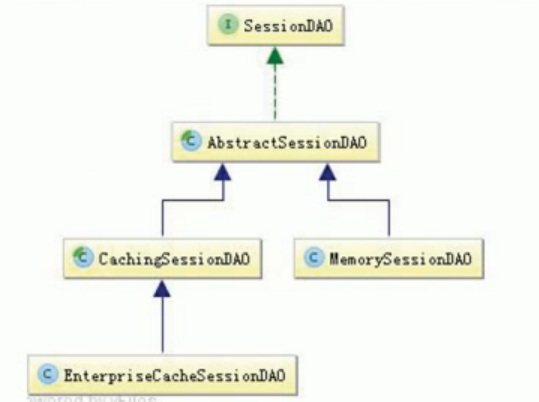 I SessionDAO
C AbstractSessionDAO
C CachingSessionDAO
C MemorySessionDAO
C EnterpriseCacheSessionDAO